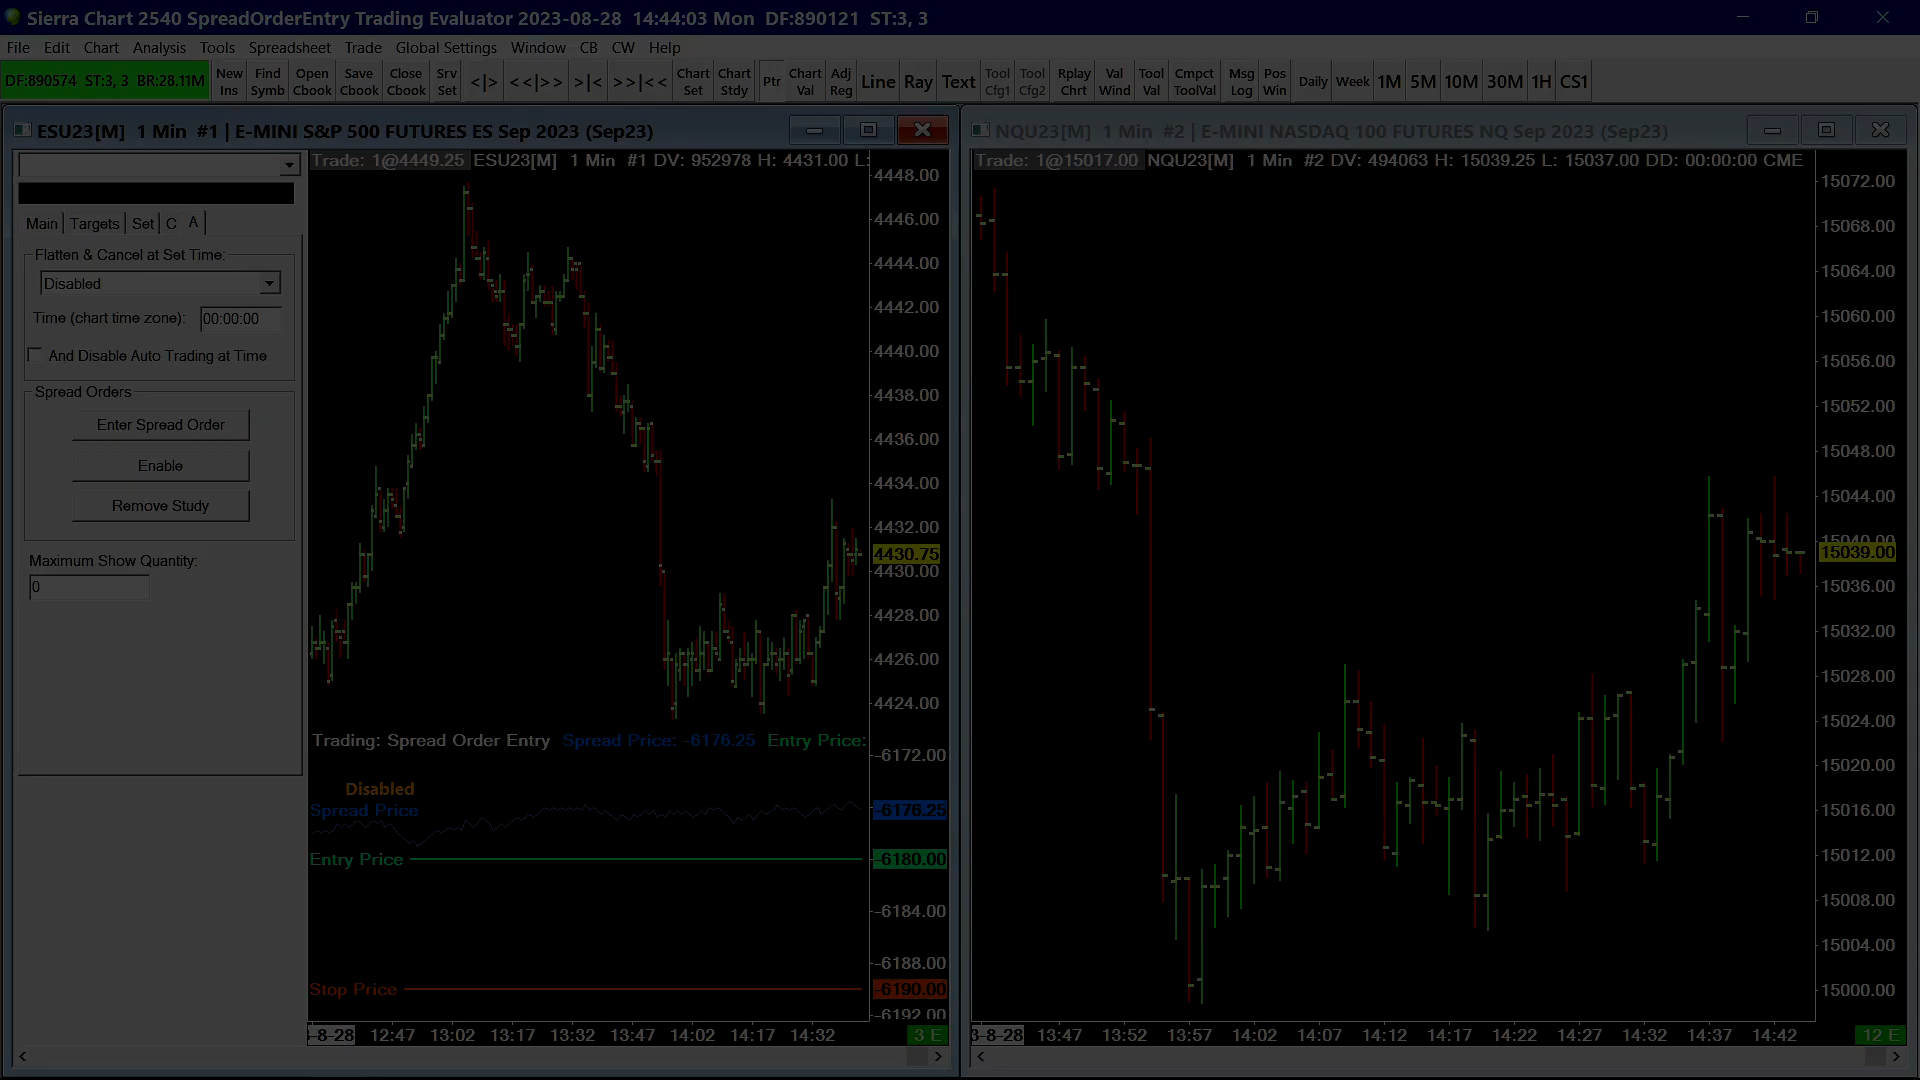 Sierra Chart 2540 SpreadOrderEntry Trading Evaluator 2023-08-28  14:44:03 Mon  DF:890121  ST:3, 3
File Edit Chart Analysis Tools Spreadsheet Trade Global Settings Window CB CW Help
DF:890574 ST:3, 3 BR:28.11M
New Ins
Find Symb
Open Cbook
Save Cbook
Close Cbook
Srv Set
<|>
<<|>>
>|<
>>|<<
Chart Set
Chart Stdy
Ptr
Chart Val
Adj Reg
Line
Ray
Text
Tool Cfg1
Tool Cfg2
Rplay Chrt
Val Wind
Tool Val
Cmpct ToolVal
Msg Log
Pos Win
Daily
Week
1M
5M
10M
30M
1H
CS1
ESU23[M]  1 Min  #1 | E-MINI S&P 500 FUTURES ES Sep 2023 (Sep23)
Trade: 1@4449.25 ESU23[M]  1 Min  #1 DV: 952978 H: 4431.00 L:
Main Targets Set C A
Flatten & Cancel at Set Time:
Disabled
Time (chart time zone): 00:00:00
And Disable Auto Trading at Time
Spread Orders
Enter Spread Order
Enable
Remove Study
Maximum Show Quantity:
0
4448.00
4446.00
4444.00
4442.00
4440.00
4438.00
4436.00
4434.00
4432.00
4430.75
4430.00
4428.00
4426.00
4424.00
Trading: Spread Order Entry  Spread Price: -6176.25  Entry Price:
-6172.00
Disabled
Spread Price
-6176.25
Entry Price
-6180.00
-6184.00
-6188.00
Stop Price
-6190.00
-6192.00
-8-28 12:47 13:02 13:17 13:32 13:47 14:02 14:17 14:32 3 E
NQU23[M]  1 Min  #2 | E-MINI NASDAQ 100 FUTURES NQ Sep 2023 (Sep23)
Trade: 1@15017.00 NQU23[M]  1 Min  #2 DV: 494063 H: 15039.25 L: 15037.00 DD: 00:00:00 CME
15072.00
15068.00
15064.00
15060.00
15056.00
15052.00
15048.00
15044.00
15040.00
15039.00
15036.00
15032.00
15028.00
15024.00
15020.00
15016.00
15012.00
15008.00
15004.00
15000.00
3-8-28 13:47 13:52 13:57 14:02 14:07 14:12 14:17 14:22 14:27 14:32 14:37 14:42 12 E